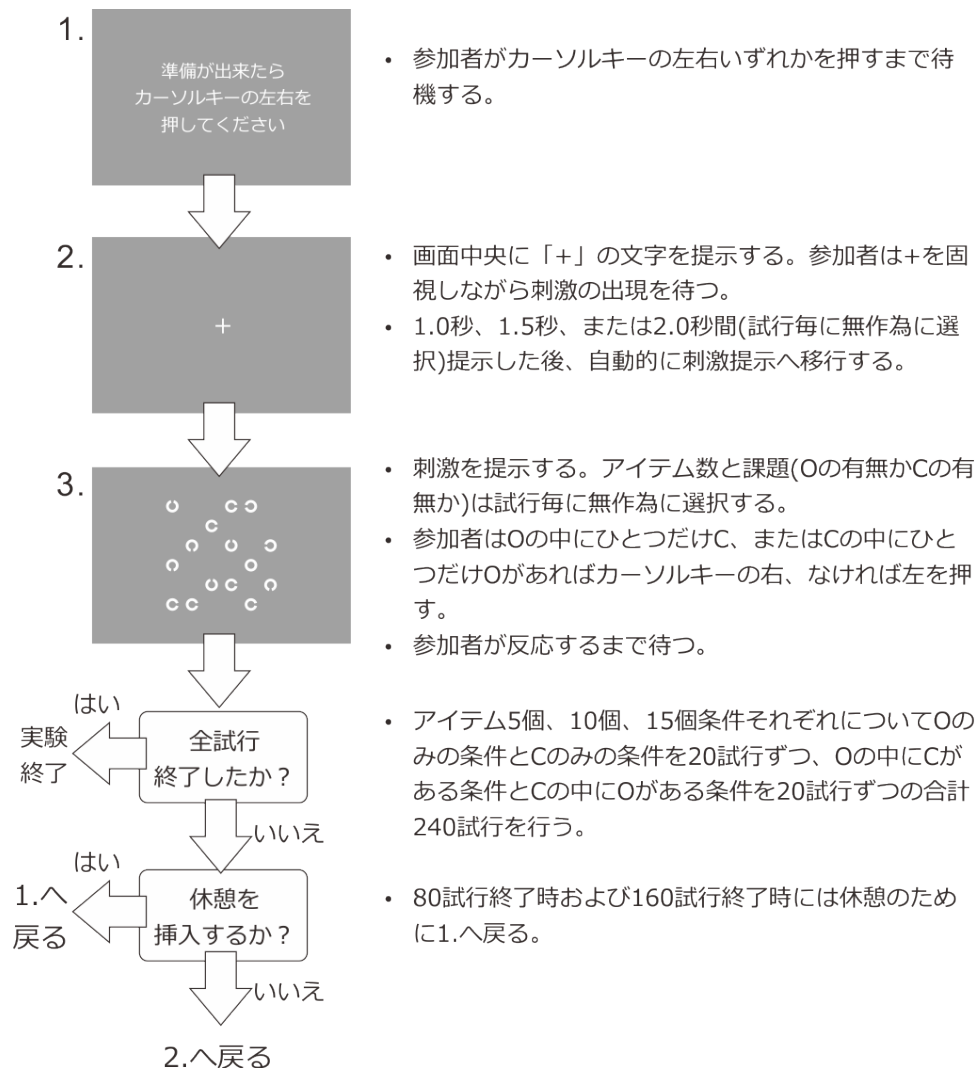 1.
準備が出来たら
カーソルキーの左右を
押してください
• 参加者がカーソルキーの左右いずれかを押すまで待
機する。
2.
+
• 画面中央に「+」の文字を提示する。参加者は+を固
視しながら刺激の出現を待つ。
• 1.0秒、1.5秒、または2.0秒間(試行毎に無作為に選
択)提示した後、自動的に刺激提示へ移行する。
3.
• 刺激を提示する。アイテム数と課題(Oの有無かCの有
無か)は試行毎に無作為に選択する。
• 参加者はOの中にひとつだけC、またはCの中にひと
つだけOがあればカーソルキーの右、なければ左を押
す。
• 参加者が反応するまで待つ。
はい
実験
終了
全試行
終了したか？
いいえ
• アイテム5個、10個、15個条件それぞれについてOの
みの条件とCのみの条件を20試行ずつ、Oの中にCが
ある条件とCの中にOがある条件を20試行ずつの合計
240試行を行う。
はい
1.へ
戻る
休憩を
挿入するか？
いいえ
• 80試行終了時および160試行終了時には休憩のため
に1.へ戻る。
2.へ戻る